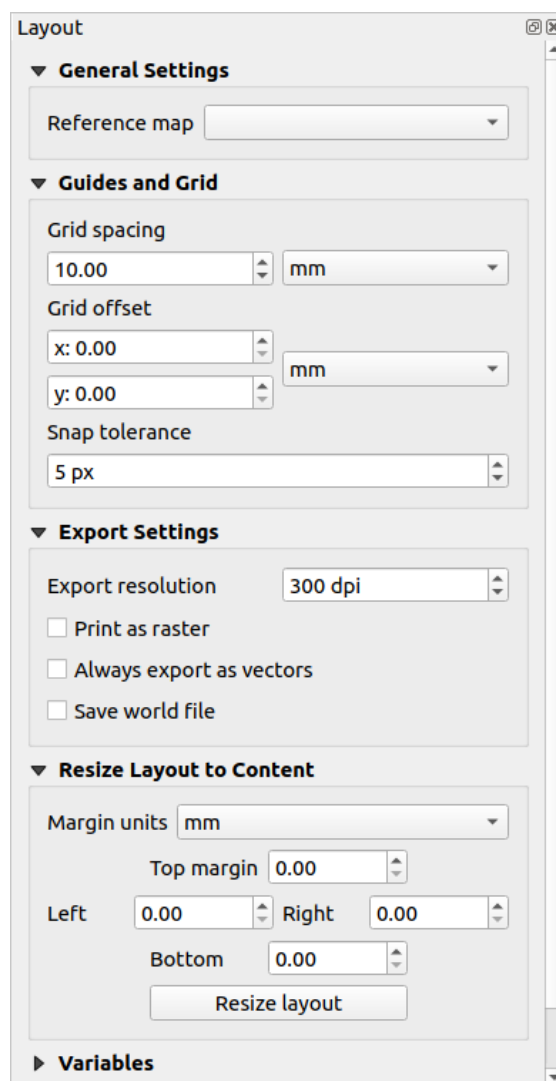 Layout
General Settings
Reference map
Guides and Grid
Grid spacing
10.00 mm
Grid offset
x: 0.00
mm
y: 0.00
Snap tolerance
5 px
Export Settings
Export resolution 300 dpi
Print as raster
Always export as vectors
Save world file
Resize Layout to Content
Margin units mm
Top margin 0.00
Left 0.00 Right 0.00
Bottom 0.00
Resize layout
Variables